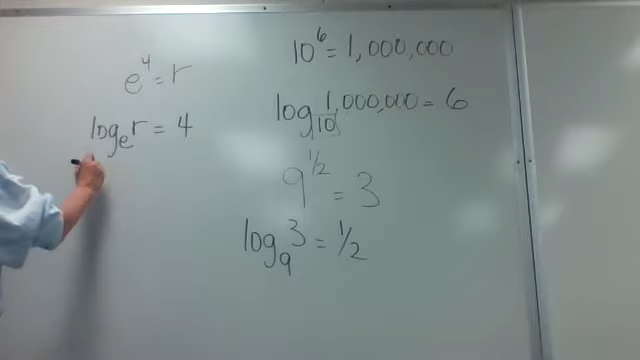 e^4 = r
log_e r = 4
10^6 = 1,000,000
log_10 1,000,000 = 6
9^1/2 = 3
log_9 3 = 1/2